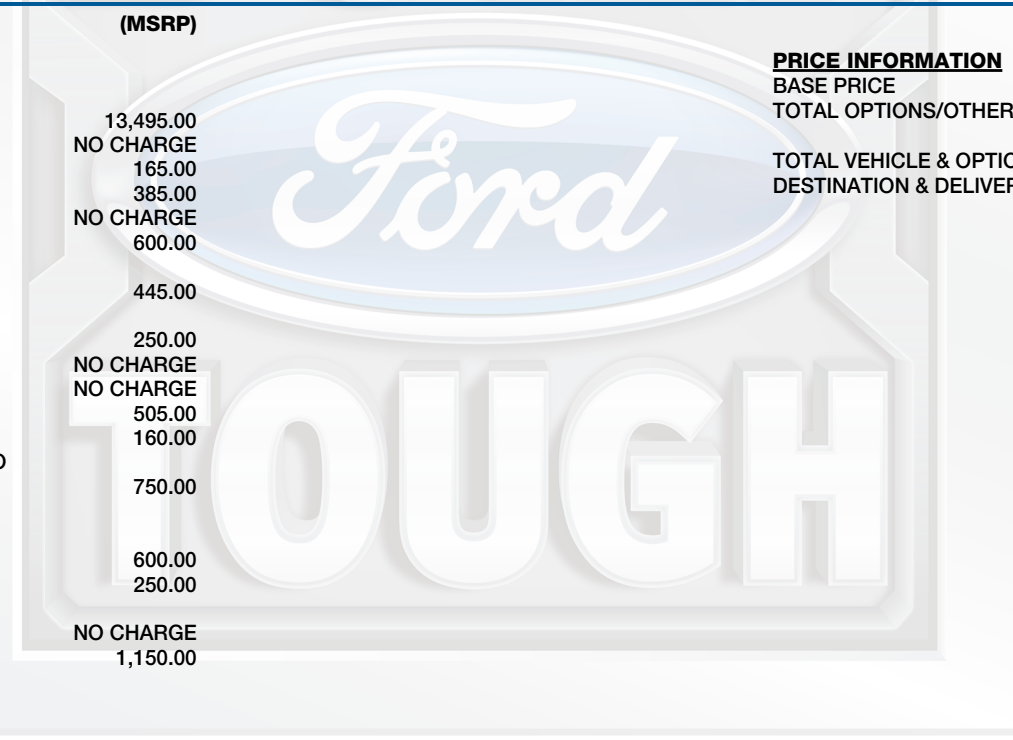 (MSRP)
13,495.00
NO CHARGE
165.00
385.00
NO CHARGE
600.00
445.00
250.00
NO CHARGE
NO CHARGE
505.00
160.00
750.00
600.00
250.00
NO CHARGE
1,150.00
PRICE INFORMATION
BASE PRICE
TOTAL OPTIONS/OTHER
TOTAL VEHICLE & OPTIO
DESTINATION & DELIVER
Ford
TOUGH